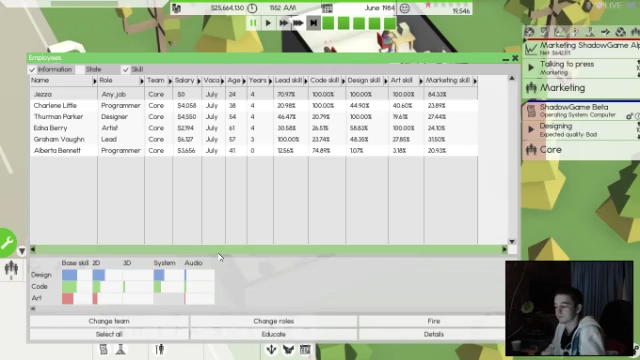 $25,664,130
11:52 AM
June 1984
19,546
LIVE
Employees
Information State Skill
Name Role Team Salary Vaca Age Years Lead skill Code skill Design skill Art skill Marketing skill
Jezzo Any job Core $0 July 24 4 70.97% 100.00% 100.00% 100.00% 84.33%
Charlene Little Programmer Core $4,058 July 38 4 20.98% 100.00% 44.90% 40.60% 23.89%
Thurman Parker Designer Core $4,550 July 54 4 46.47% 20.79% 100.00% 19.61% 27.44%
Edna Berry Artist Core $2,194 July 61 4 30.58% 26.51% 58.83% 100.00% 24.10%
Graham Vaughn Lead Core $6,127 July 57 3 100.00% 23.74% 48.35% 27.85% 31.50%
Alberta Bennett Programmer Core $3,656 July 41 0 12.56% 74.89% 1.07% 3.18% 20.93%
Base skill 2D 3D System Audio
Design
Code
Art
Change team Change roles Fire
Select all Educate Details
Marketing ShadowGame Al
Talking to press
Marketing
Marketing
ShadowGame Beta
Operating System Computer
Designing
Expected quality: Bad
Core